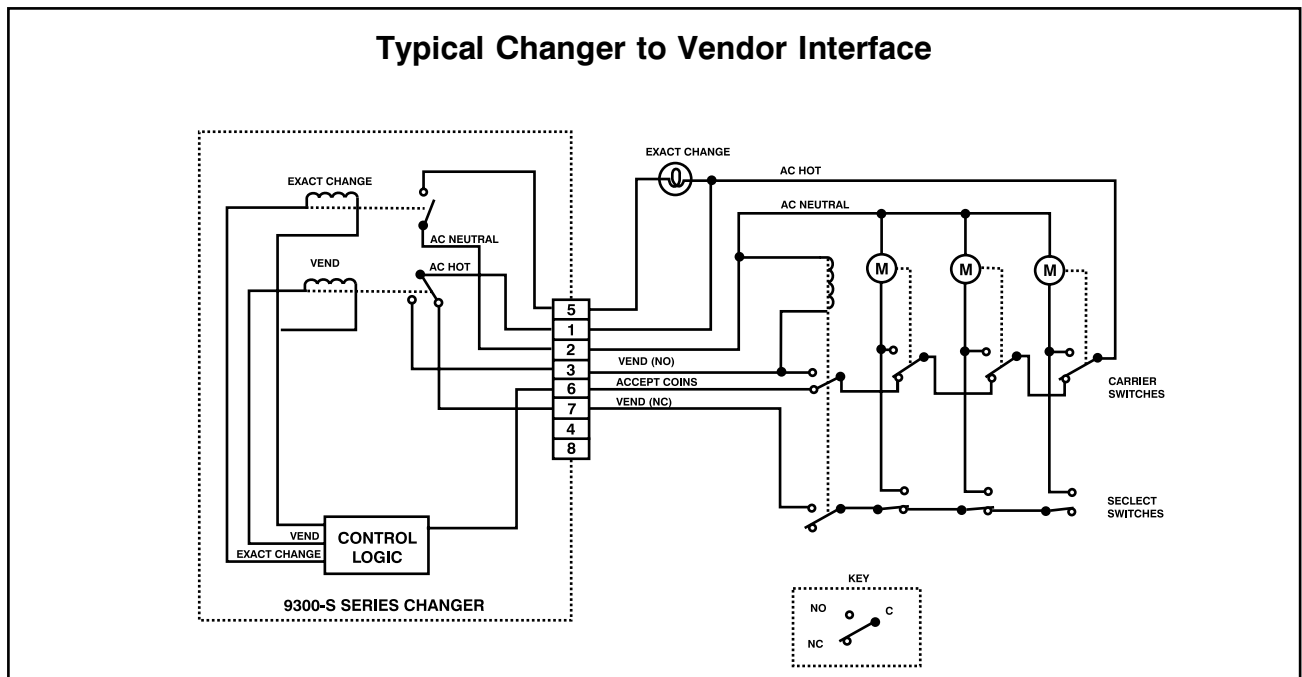 Typical Changer to Vendor Interface
EXACT CHANGE
AC HOT
EXACT CHANGE
AC NEUTRAL
AC NEUTRAL
VEND
AC HOT
M
M
M
5
1
2
3
6
7
4
8
VEND (NO)
ACCEPT COINS
VEND (NC)
CARRIER
SWITCHES
SECLECT
SWITCHES
VEND
EXACT CHANGE
CONTROL
LOGIC
9300-S SERIES CHANGER
KEY
NO
C
NC